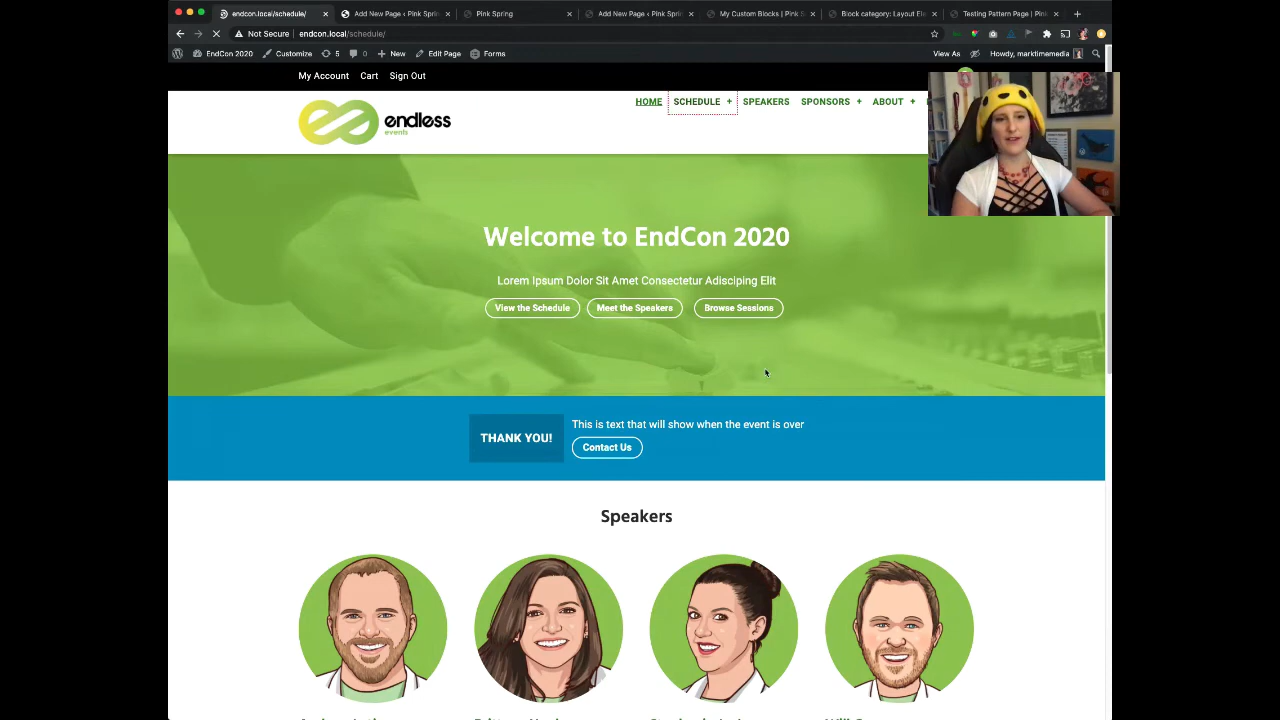 endcon.local/schedule/
Add New Page ‹ Pink Sprin
Pink Spring
Add New Page ‹ Pink Sprin
My Custom Blocks | Pink S
Block category: Layout Ele
Testing Pattern Page | Pink
Not Secure | endcon.local/schedule/
EndCon 2020 Customize 5 0 New Edit Page Forms View As Howdy, marktimemedia
My Account Cart Sign Out
HOME SCHEDULE + SPEAKERS SPONSORS + ABOUT +
endless
events
Welcome to EndCon 2020
Lorem Ipsum Dolor Sit Amet Consectetur Adisciping Elit
View the Schedule Meet the Speakers Browse Sessions
THANK YOU!
This is text that will show when the event is over
Contact Us
Speakers